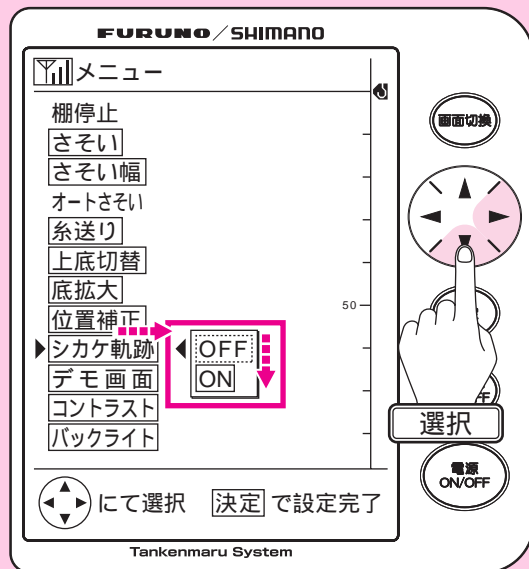 FURUNO/SHIMANO
メニュー
棚停止
さそい
さそい幅
オートさそい
糸送り
上底切替
底拡大
位置補正
シカケ軌跡
デモ画面
コントラスト
バックライト
OFF
ON
50
にて選択 決定 で設定完了
画面切換
FF
選択
電源
ON/OFF
Tankenmaru System